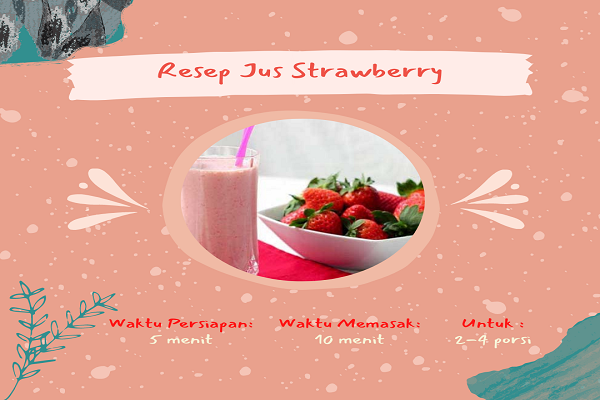 Resep Jus Strawberry
Waktu Persiapan:
5 menit
Waktu Memasak:
10 menit
Untuk :
2-4 porsi